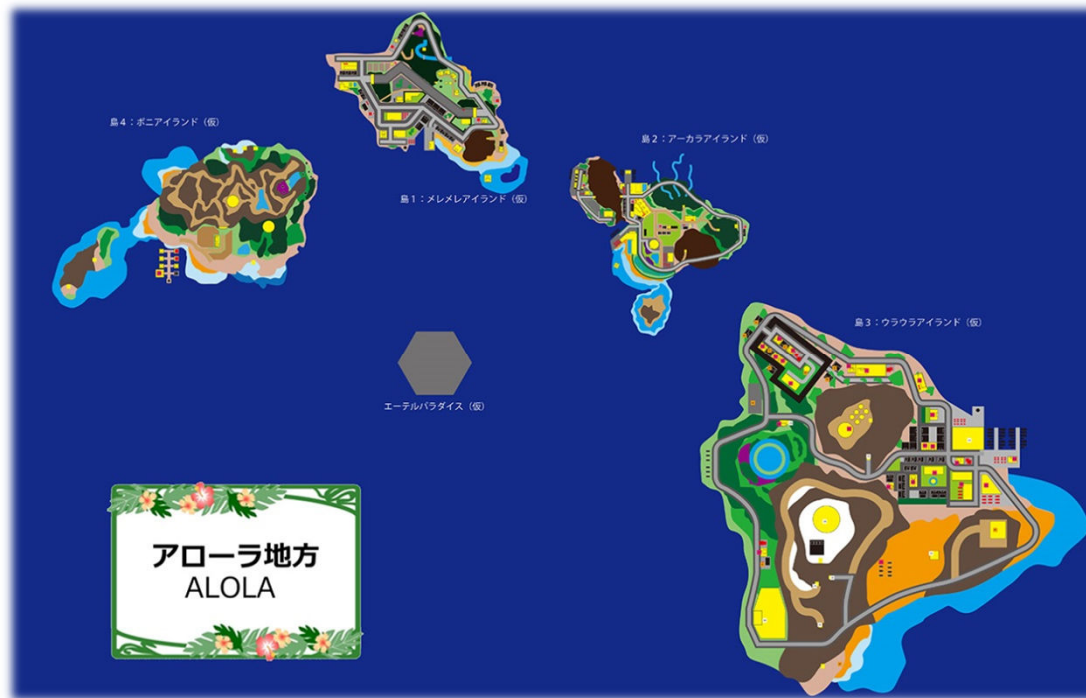 島4：ポニアイランド（仮）
島1：メレメレアイランド（仮）
島2：アーカラアイランド（仮）
島3：ウラウラアイランド（仮）
エーテルパラダイス（仮）
アローラ地方
ALOLA